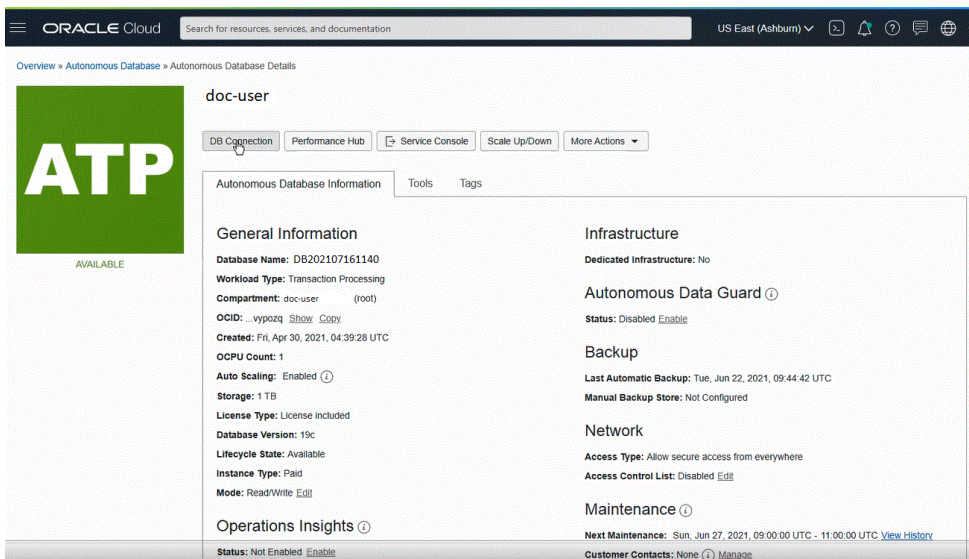 ORACLE Cloud
Search for resources, services, and documentation
US East (Ashburn)
Overview » Autonomous Database » Autonomous Database Details
ATP
AVAILABLE
doc-user
DB Connection
Performance Hub
Service Console
Scale Up/Down
More Actions
Autonomous Database Information
Tools
Tags
General Information
Database Name: DB202107161140
Workload Type: Transaction Processing
Compartment: doc-user (root)
OCID: ...vypozq Show Copy
Created: Fri, Apr 30, 2021, 04:39:28 UTC
OCPU Count: 1
Auto Scaling: Enabled i
Storage: 1 TB
License Type: License included
Database Version: 19c
Lifecycle State: Available
Instance Type: Paid
Mode: Read/Write Edit
Operations Insights i
Status: Not Enabled Enable
Infrastructure
Dedicated Infrastructure: No
Autonomous Data Guard i
Status: Disabled Enable
Backup
Last Automatic Backup: Tue, Jun 22, 2021, 09:44:42 UTC
Manual Backup Store: Not Configured
Network
Access Type: Allow secure access from everywhere
Access Control List: Disabled Edit
Maintenance i
Next Maintenance: Sun, Jun 27, 2021, 09:00:00 UTC - 11:00:00 UTC View History
Customer Contacts: None i Manage